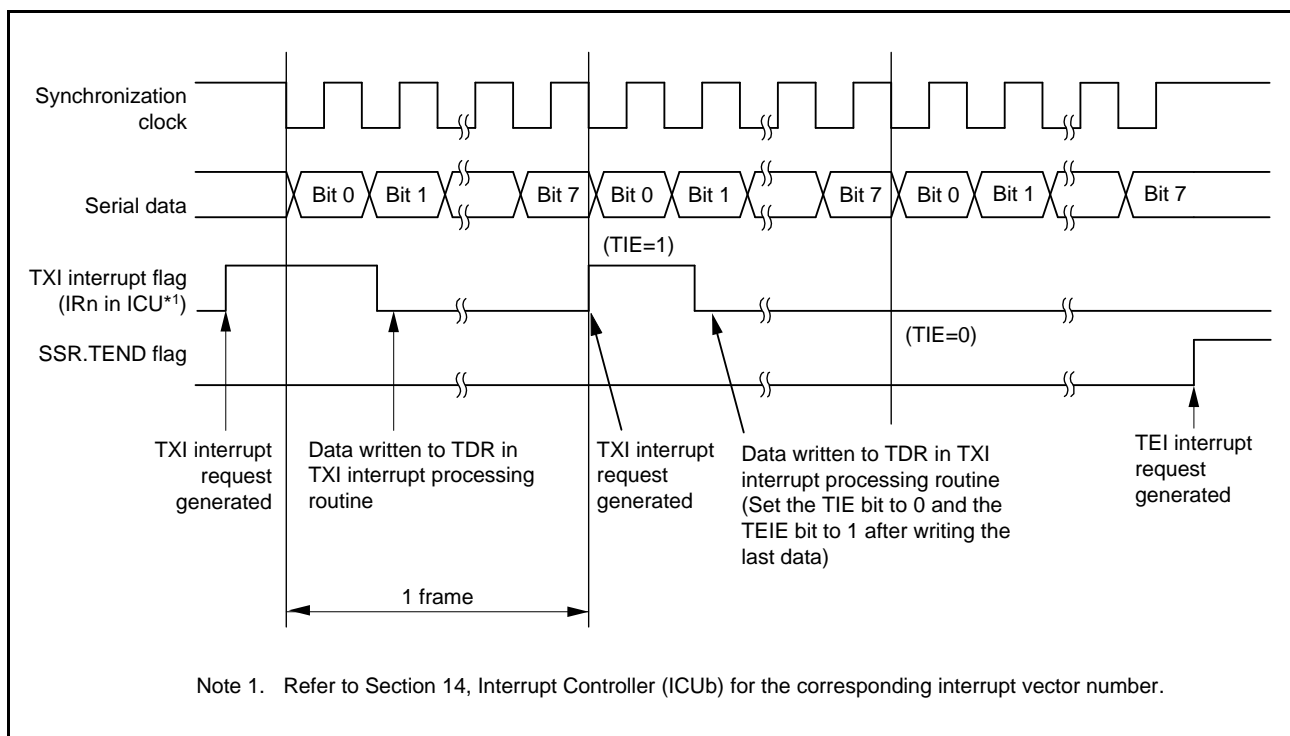 Synchronization
clock
Serial data
Bit 0 Bit 1 Bit 7 Bit 0 Bit 1 Bit 7 Bit 0 Bit 1 Bit 7
(TIE=1)
TXI interrupt flag
(IRn in ICU*1)
(TIE=0)
SSR.TEND flag
TXI interrupt
request
generated
Data written to TDR in
TXI interrupt processing
routine
TXI interrupt
request
generated
Data written to TDR in TXI
interrupt processing routine
(Set the TIE bit to 0 and the
TEIE bit to 1 after writing the
last data)
TEI interrupt
request
generated
1 frame
Note 1. Refer to Section 14, Interrupt Controller (ICUb) for the corresponding interrupt vector number.